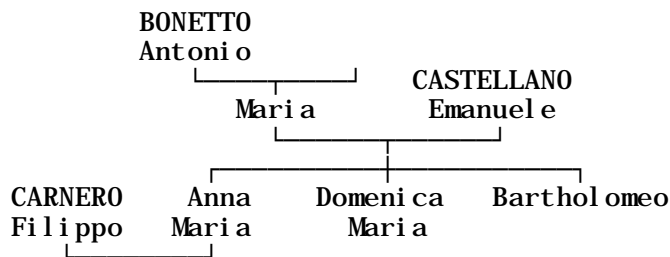 BONETTO
Antonio
CASTELLANO
Maria Emanuele
CARNERO Anna Domenica Bartholomeo
Filippo Maria Maria